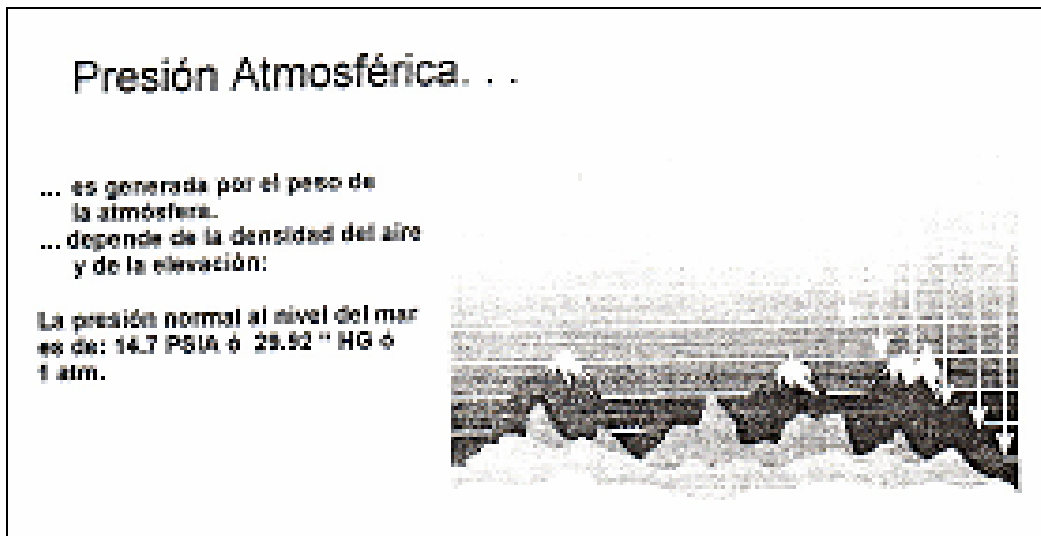 Presión Atmosférica. . .
... es generada por el peso de
la atmósfera.
... depende de la densidad del aire
y de la elevación:
La presión normal al nivel del mar
es de: 14.7 PSIA ó 29.92 " HG ó
1 atm.